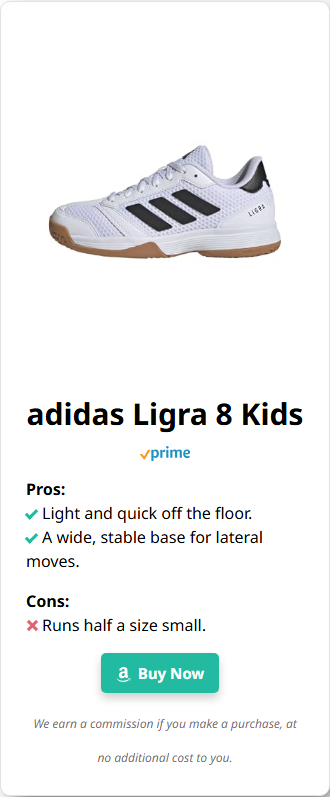 LIGRA
adidas Ligra 8 Kids
prime
Pros:
Light and quick off the floor.
A wide, stable base for lateral
moves.
Cons:
Runs half a size small.
Buy Now
We earn a commission if you make a purchase, at
no additional cost to you.